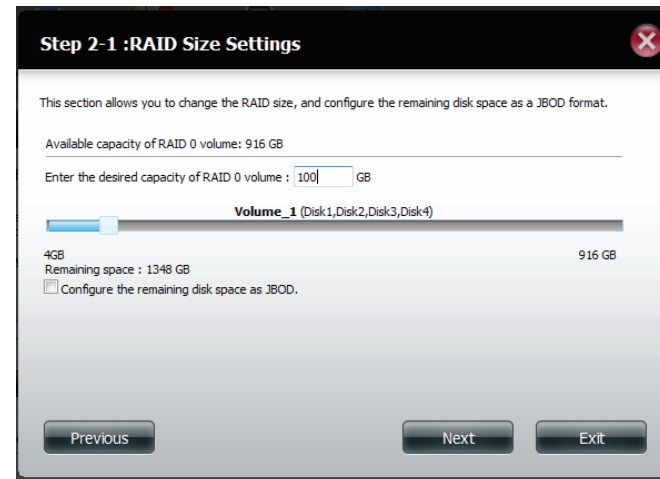 Step 2-1 :RAID Size Settings
This section allows you to change the RAID size, and configure the remaining disk space as a JBOD format.
Available capacity of RAID 0 volume: 916 GB
Enter the desired capacity of RAID 0 volume : 100 GB
Volume_1 (Disk1,Disk2,Disk3,Disk4)
4GB 916 GB
Remaining space : 1348 GB
Configure the remaining disk space as JBOD.
Previous Next Exit